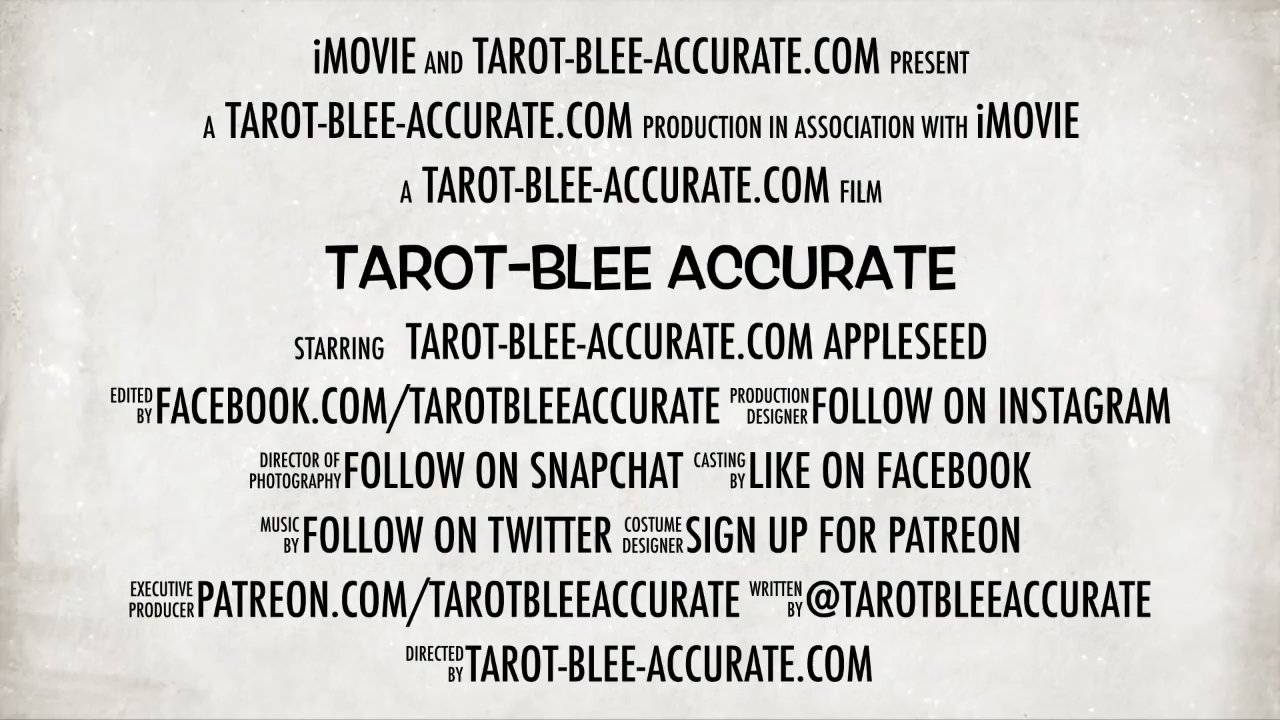 iMOVIE AND TAROT-BLEE-ACCURATE.COM PRESENT
A TAROT-BLEE-ACCURATE.COM PRODUCTION IN ASSOCIATION WITH iMOVIE
A TAROT-BLEE-ACCURATE.COM FILM
TAROT-BLEE ACCURATE
STARRING TAROT-BLEE-ACCURATE.COM APPLESEED
EDITED BY FACEBOOK.COM/TAROTBLEEACCURATE PRODUCTION DESIGNER FOLLOW ON INSTAGRAM
DIRECTOR OF PHOTOGRAPHY FOLLOW ON SNAPCHAT CASTING BY LIKE ON FACEBOOK
MUSIC BY FOLLOW ON TWITTER COSTUME DESIGNER SIGN UP FOR PATREON
EXECUTIVE PRODUCER PATREON.COM/TAROTBLEEACCURATE WRITTEN BY @TAROTBLEEACCURATE
DIRECTED BY TAROT-BLEE-ACCURATE.COM